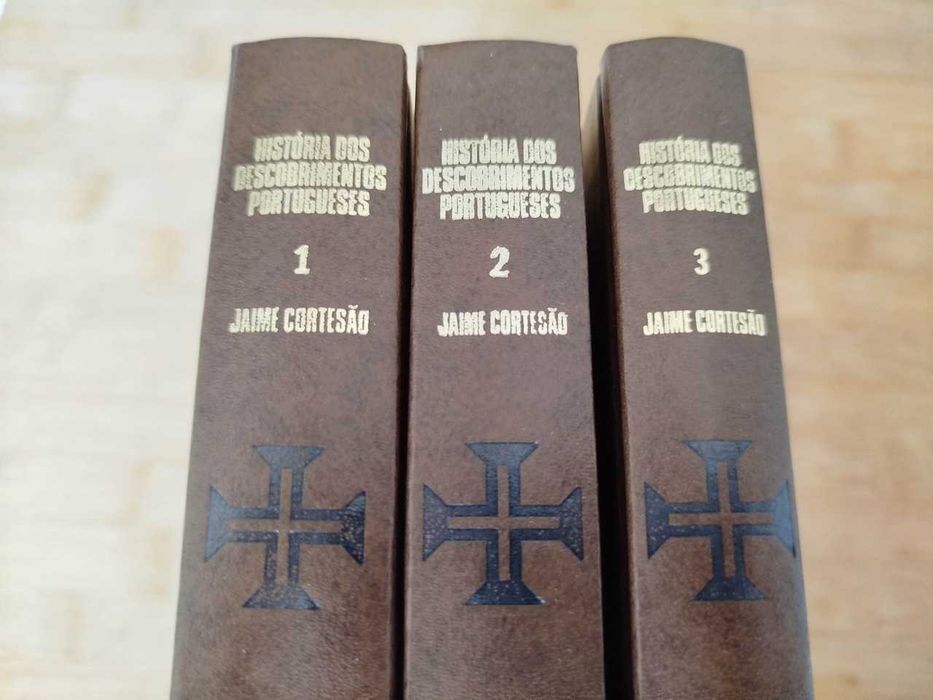 HISTÓRIA DOS
DESCOBRIMENTOS
PORTUGUESES
1
JAIME CORTESÃO
HISTÓRIA DOS
DESCOBRIMENTOS
PORTUGUESES
2
JAIME CORTESÃO
HISTÓRIA DOS
DESCOBRIMENTOS
PORTUGUESES
3
JAIME CORTESÃO